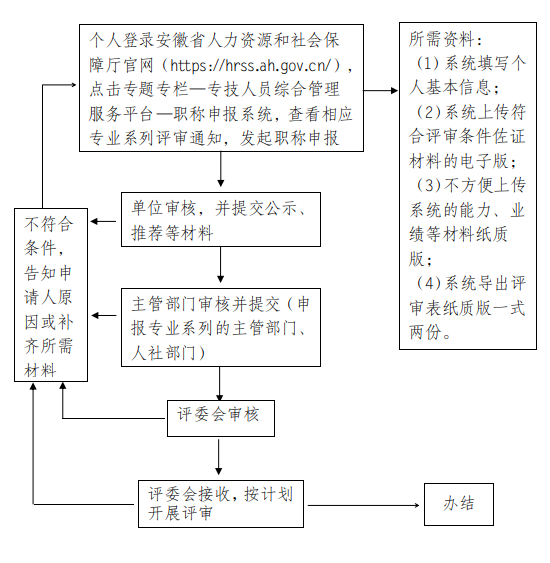 个人登录安徽省人力资源和社会保
障厅官网（https://hrss.ah.gov.cn/），
点击专题专栏—专技人员综合管理
服务平台—职称申报系统，查看相应
专业系列评审通知，发起职称申报
所需资料：
（1）系统填写个
人基本信息；
（2）系统上传符
合评审条件佐证
材料的电子版；
（3）不方便上传
系统的能力、业
绩等材料纸质
版；
（4）系统导出评
审表纸质版一式
两份。
单位审核，并提交公示、
推荐等材料
不符合
条件，
告知申
请人原
因或补
齐所需
材料
主管部门审核并提交（申
报专业系列的主管部门、
人社部门）
评委会审核
评委会接收，按计划
开展评审
办结